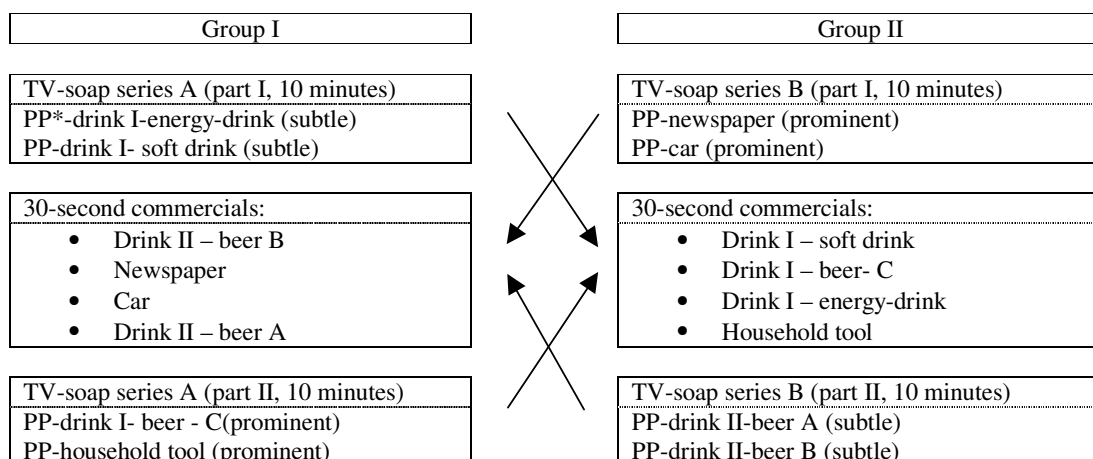 Group I
TV-soap series A (part I, 10 minutes)
PP*-drink I-energy-drink (subtle)
PP-drink I- soft drink (subtle)
30-second commercials:
• Drink II – beer B
• Newspaper
• Car
• Drink II – beer A
TV-soap series A (part II, 10 minutes)
PP-drink I- beer - C(prominent)
PP-household tool (prominent)
Group II
TV-soap series B (part I, 10 minutes)
PP-newspaper (prominent)
PP-car (prominent)
30-second commercials:
• Drink I – soft drink
• Drink I – beer- C
• Drink I – energy-drink
• Household tool
TV-soap series B (part II, 10 minutes)
PP-drink II-beer A (subtle)
PP-drink II-beer B (subtle)